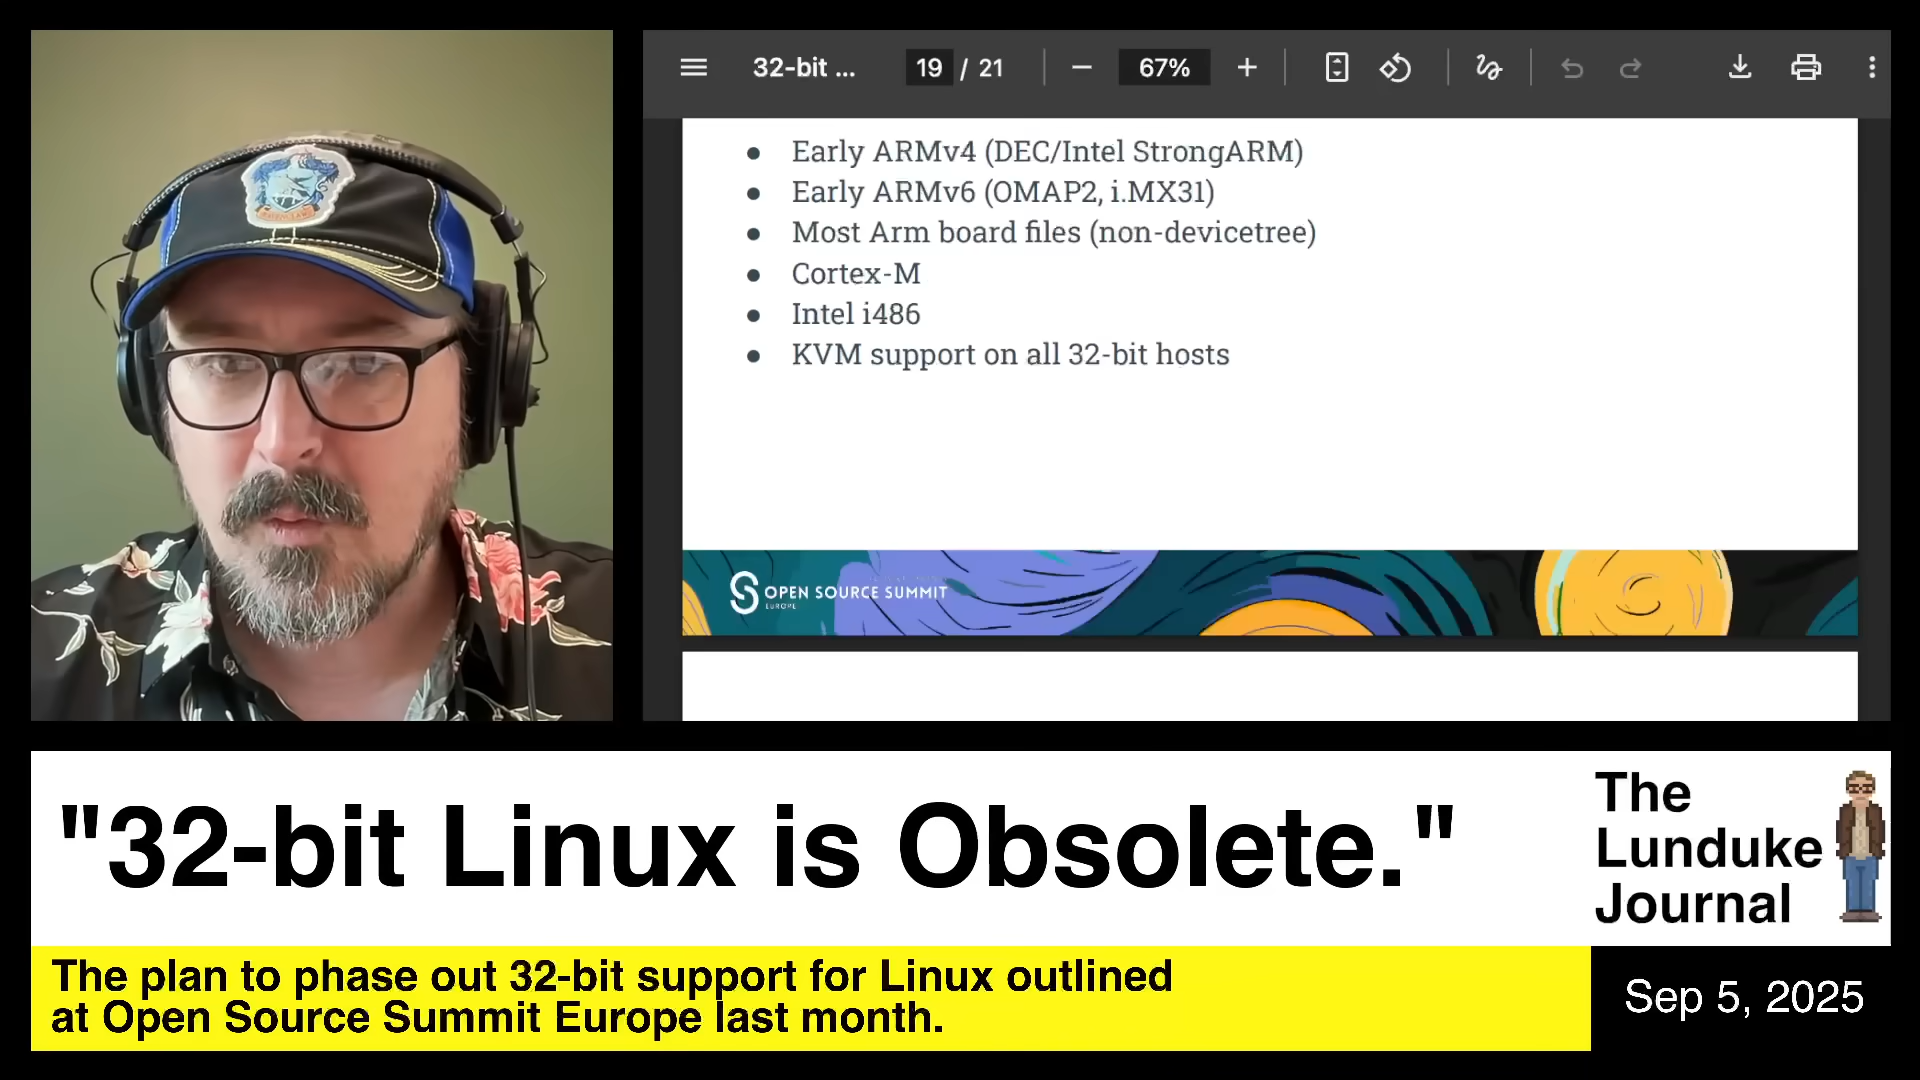 32-bit ...
19 / 21
67%
Early ARMv4 (DEC/Intel StrongARM)
Early ARMv6 (OMAP2, i.MX31)
Most Arm board files (non-devicetree)
Cortex-M
Intel i486
KVM support on all 32-bit hosts
OPEN SOURCE SUMMIT
EUROPE
"32-bit Linux is Obsolete."
The
Lunduke
Journal
The plan to phase out 32-bit support for Linux outlined
at Open Source Summit Europe last month.
Sep 5, 2025